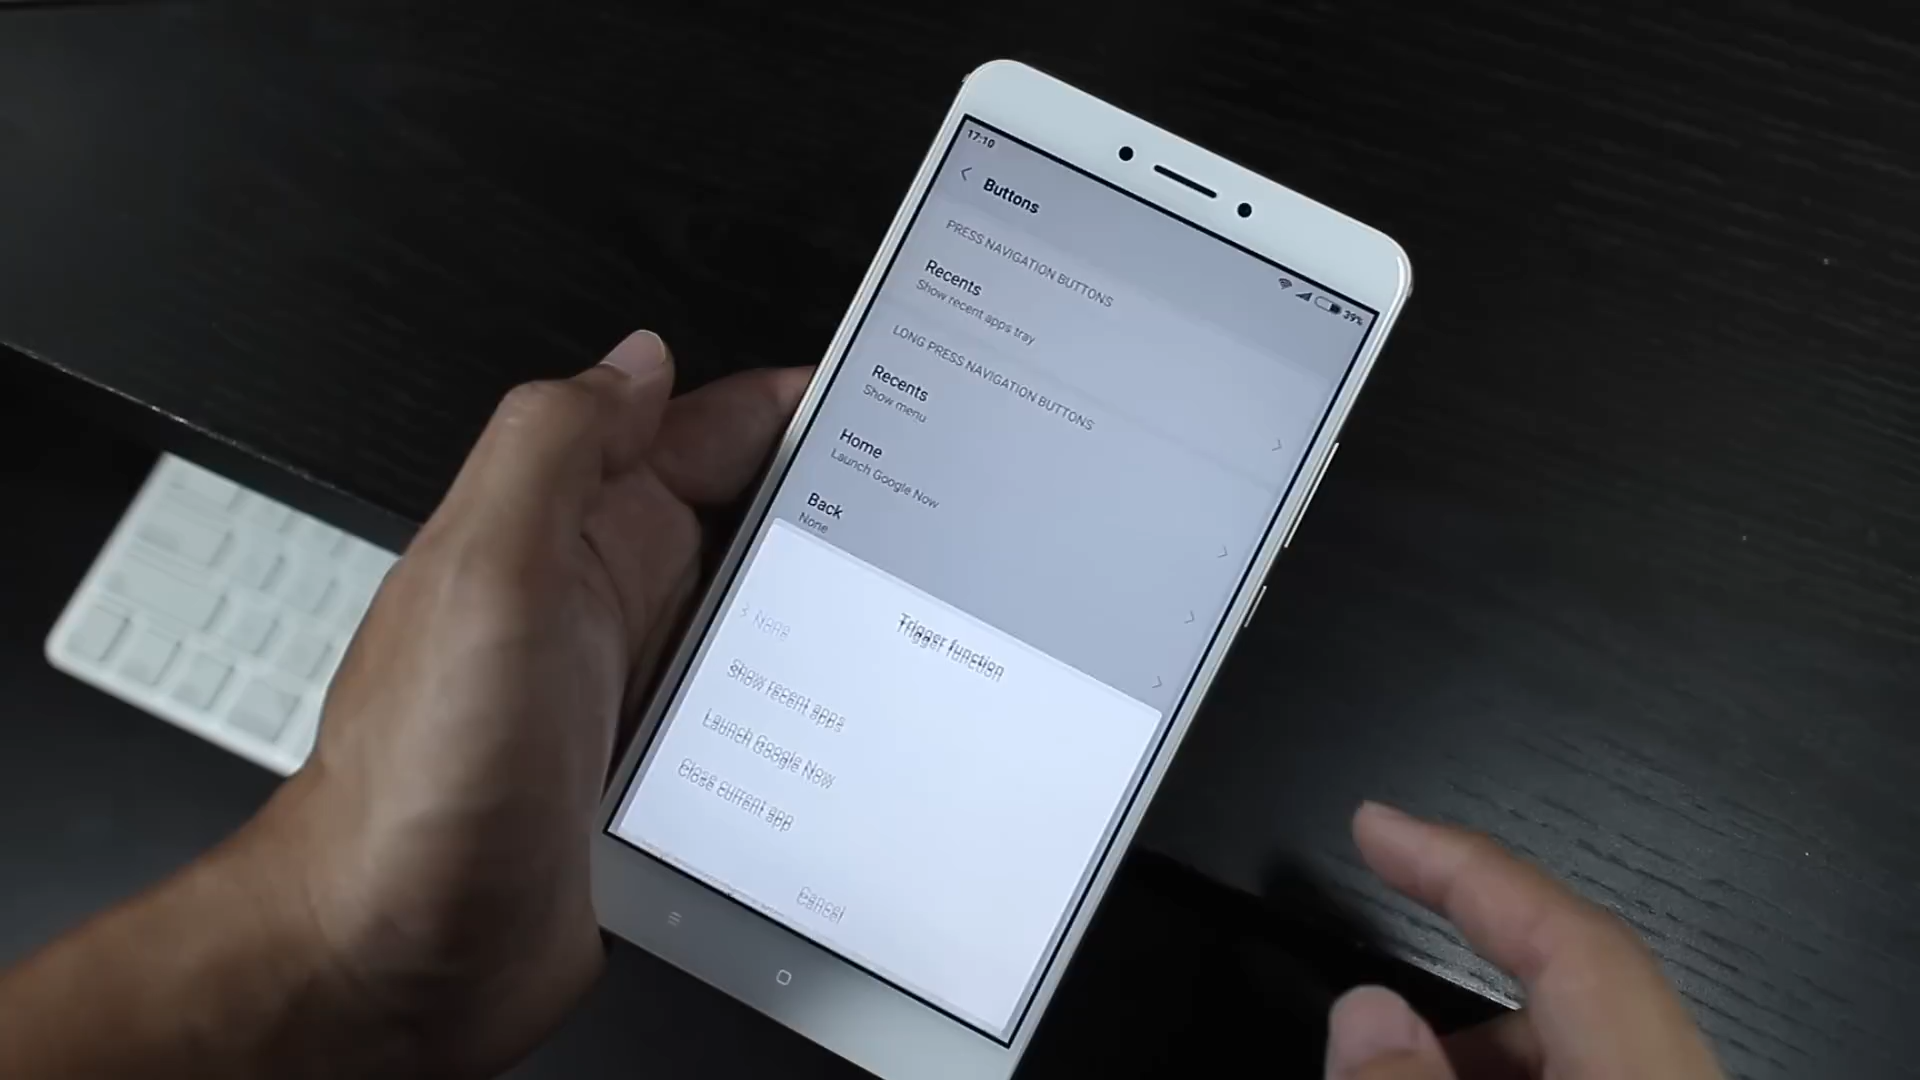 17:10
39%
Buttons
PRESS NAVIGATION BUTTONS
Recents
Show recent apps tray
LONG PRESS NAVIGATION BUTTONS
Recents
Show menu
Home
Launch Google Now
Back
None
Trigger function
None
Show recent apps
Launch Google Now
Close current app
Cancel